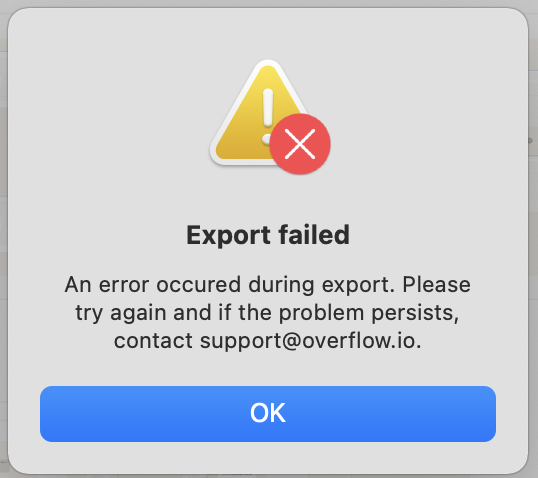 Export failed
An error occured during export. Please
try again and if the problem persists,
contact support@overflow.io.
OK